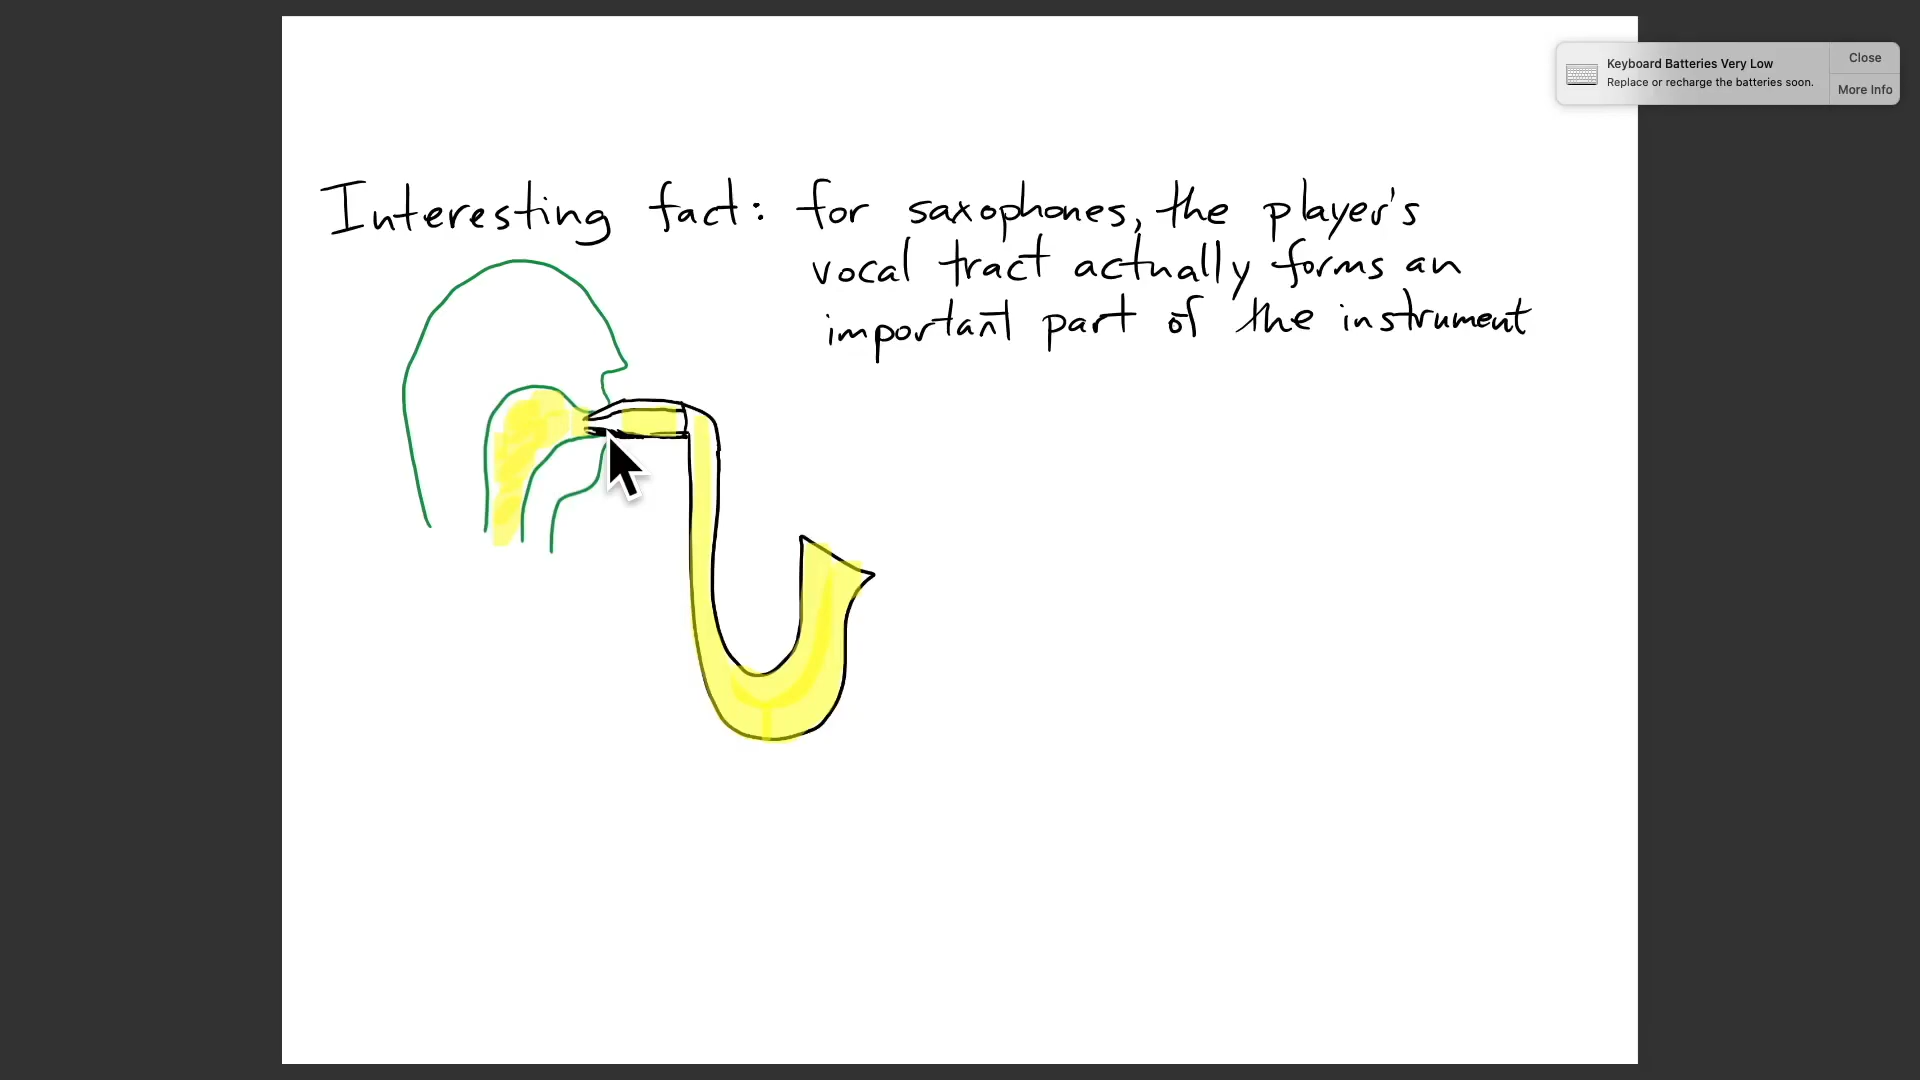 Interesting fact: for saxophones, the player's
vocal tract actually forms an
important part of the instrument
Keyboard Batteries Very Low
Replace or recharge the batteries soon.
Close
More Info